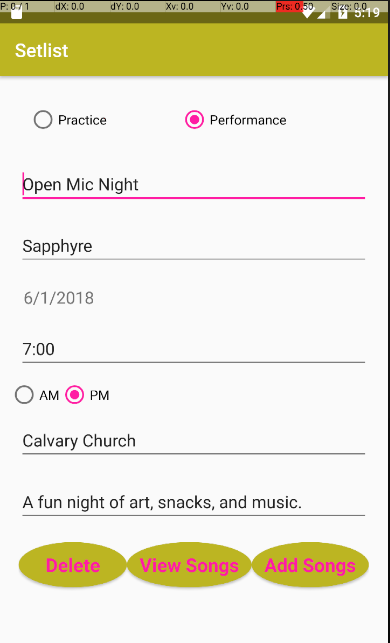 P: 0 / 1 dX: 0.0 dY: 0.0 Xv: 0.0 Yv: 0.0 Prs: 0.50 Size: 0.0
5:19
Setlist
Practice Performance
Open Mic Night
Sapphyre
6/1/2018
7:00
AM PM
Calvary Church
A fun night of art, snacks, and music.
Delete View Songs Add Songs